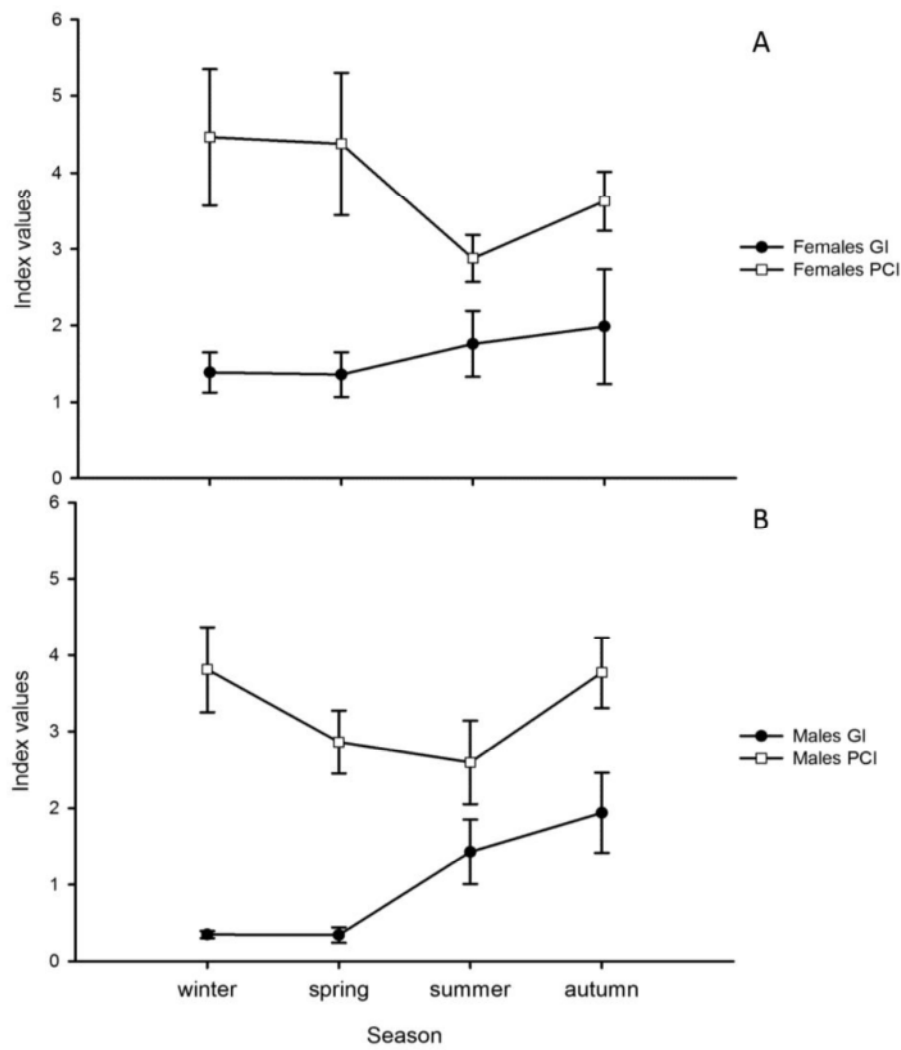 A
6
5
4
3
2
1
0
Index values
Females GI
Females PCI
B
6
5
4
3
2
1
0
Index values
Males GI
Males PCI
winter spring summer autumn
Season